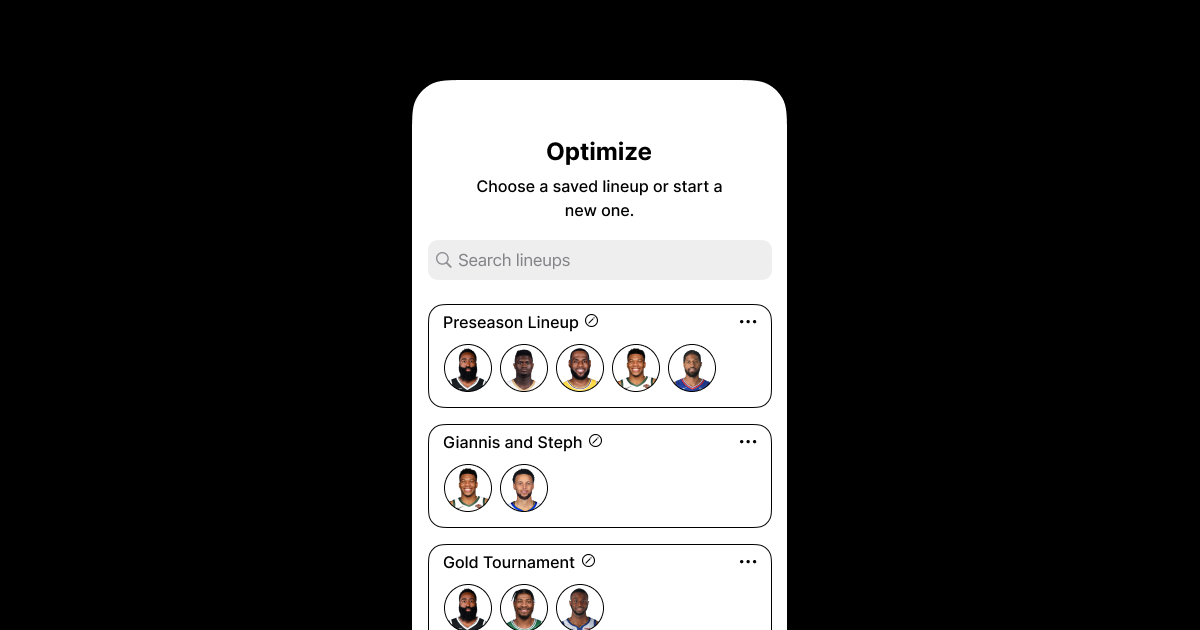 Optimize
Choose a saved lineup or start a
new one.
Search lineups
Preseason Lineup
Giannis and Steph
Gold Tournament